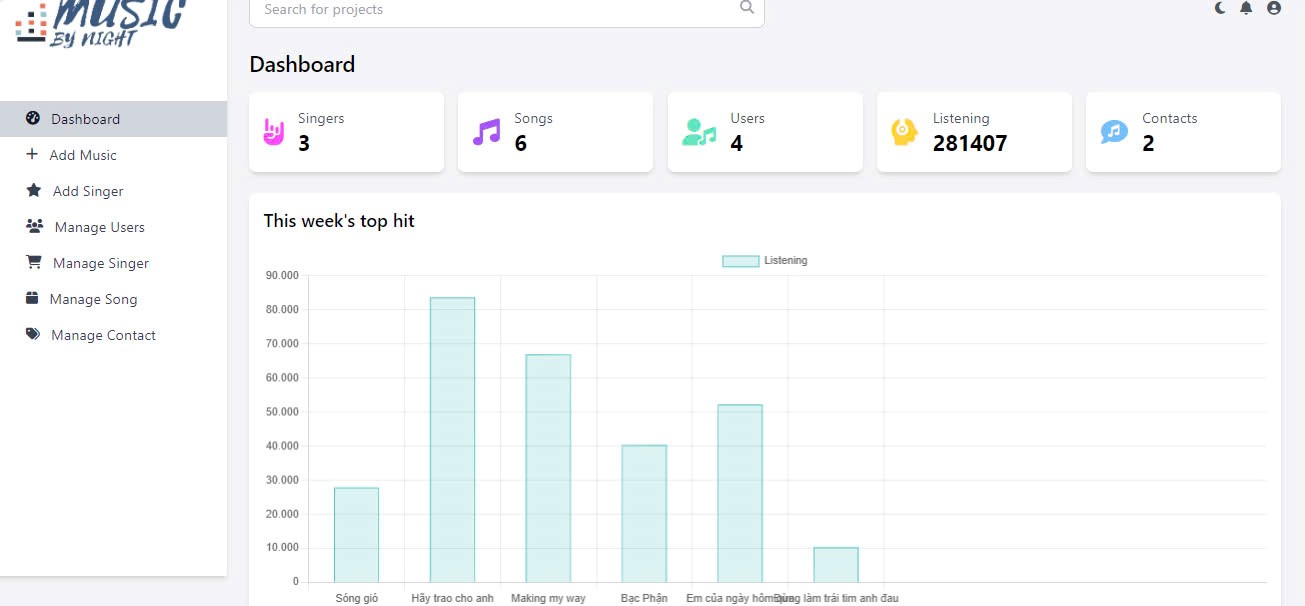 MUSIC
BY NIGHT
Search for projects
Dashboard
Dashboard
Add Music
Add Singer
Manage Users
Manage Singer
Manage Song
Manage Contact
Singers
3
Songs
6
Users
4
Listening
281407
Contacts
2
This week's top hit
Listening
90.000
80.000
70.000
60.000
50.000
40.000
30.000
20.000
10.000
0
Sóng gió
Hãy trao cho anh
Making my way
Bạc Phận
Em của ngày hôm qua
Đừng làm trái tim anh đau